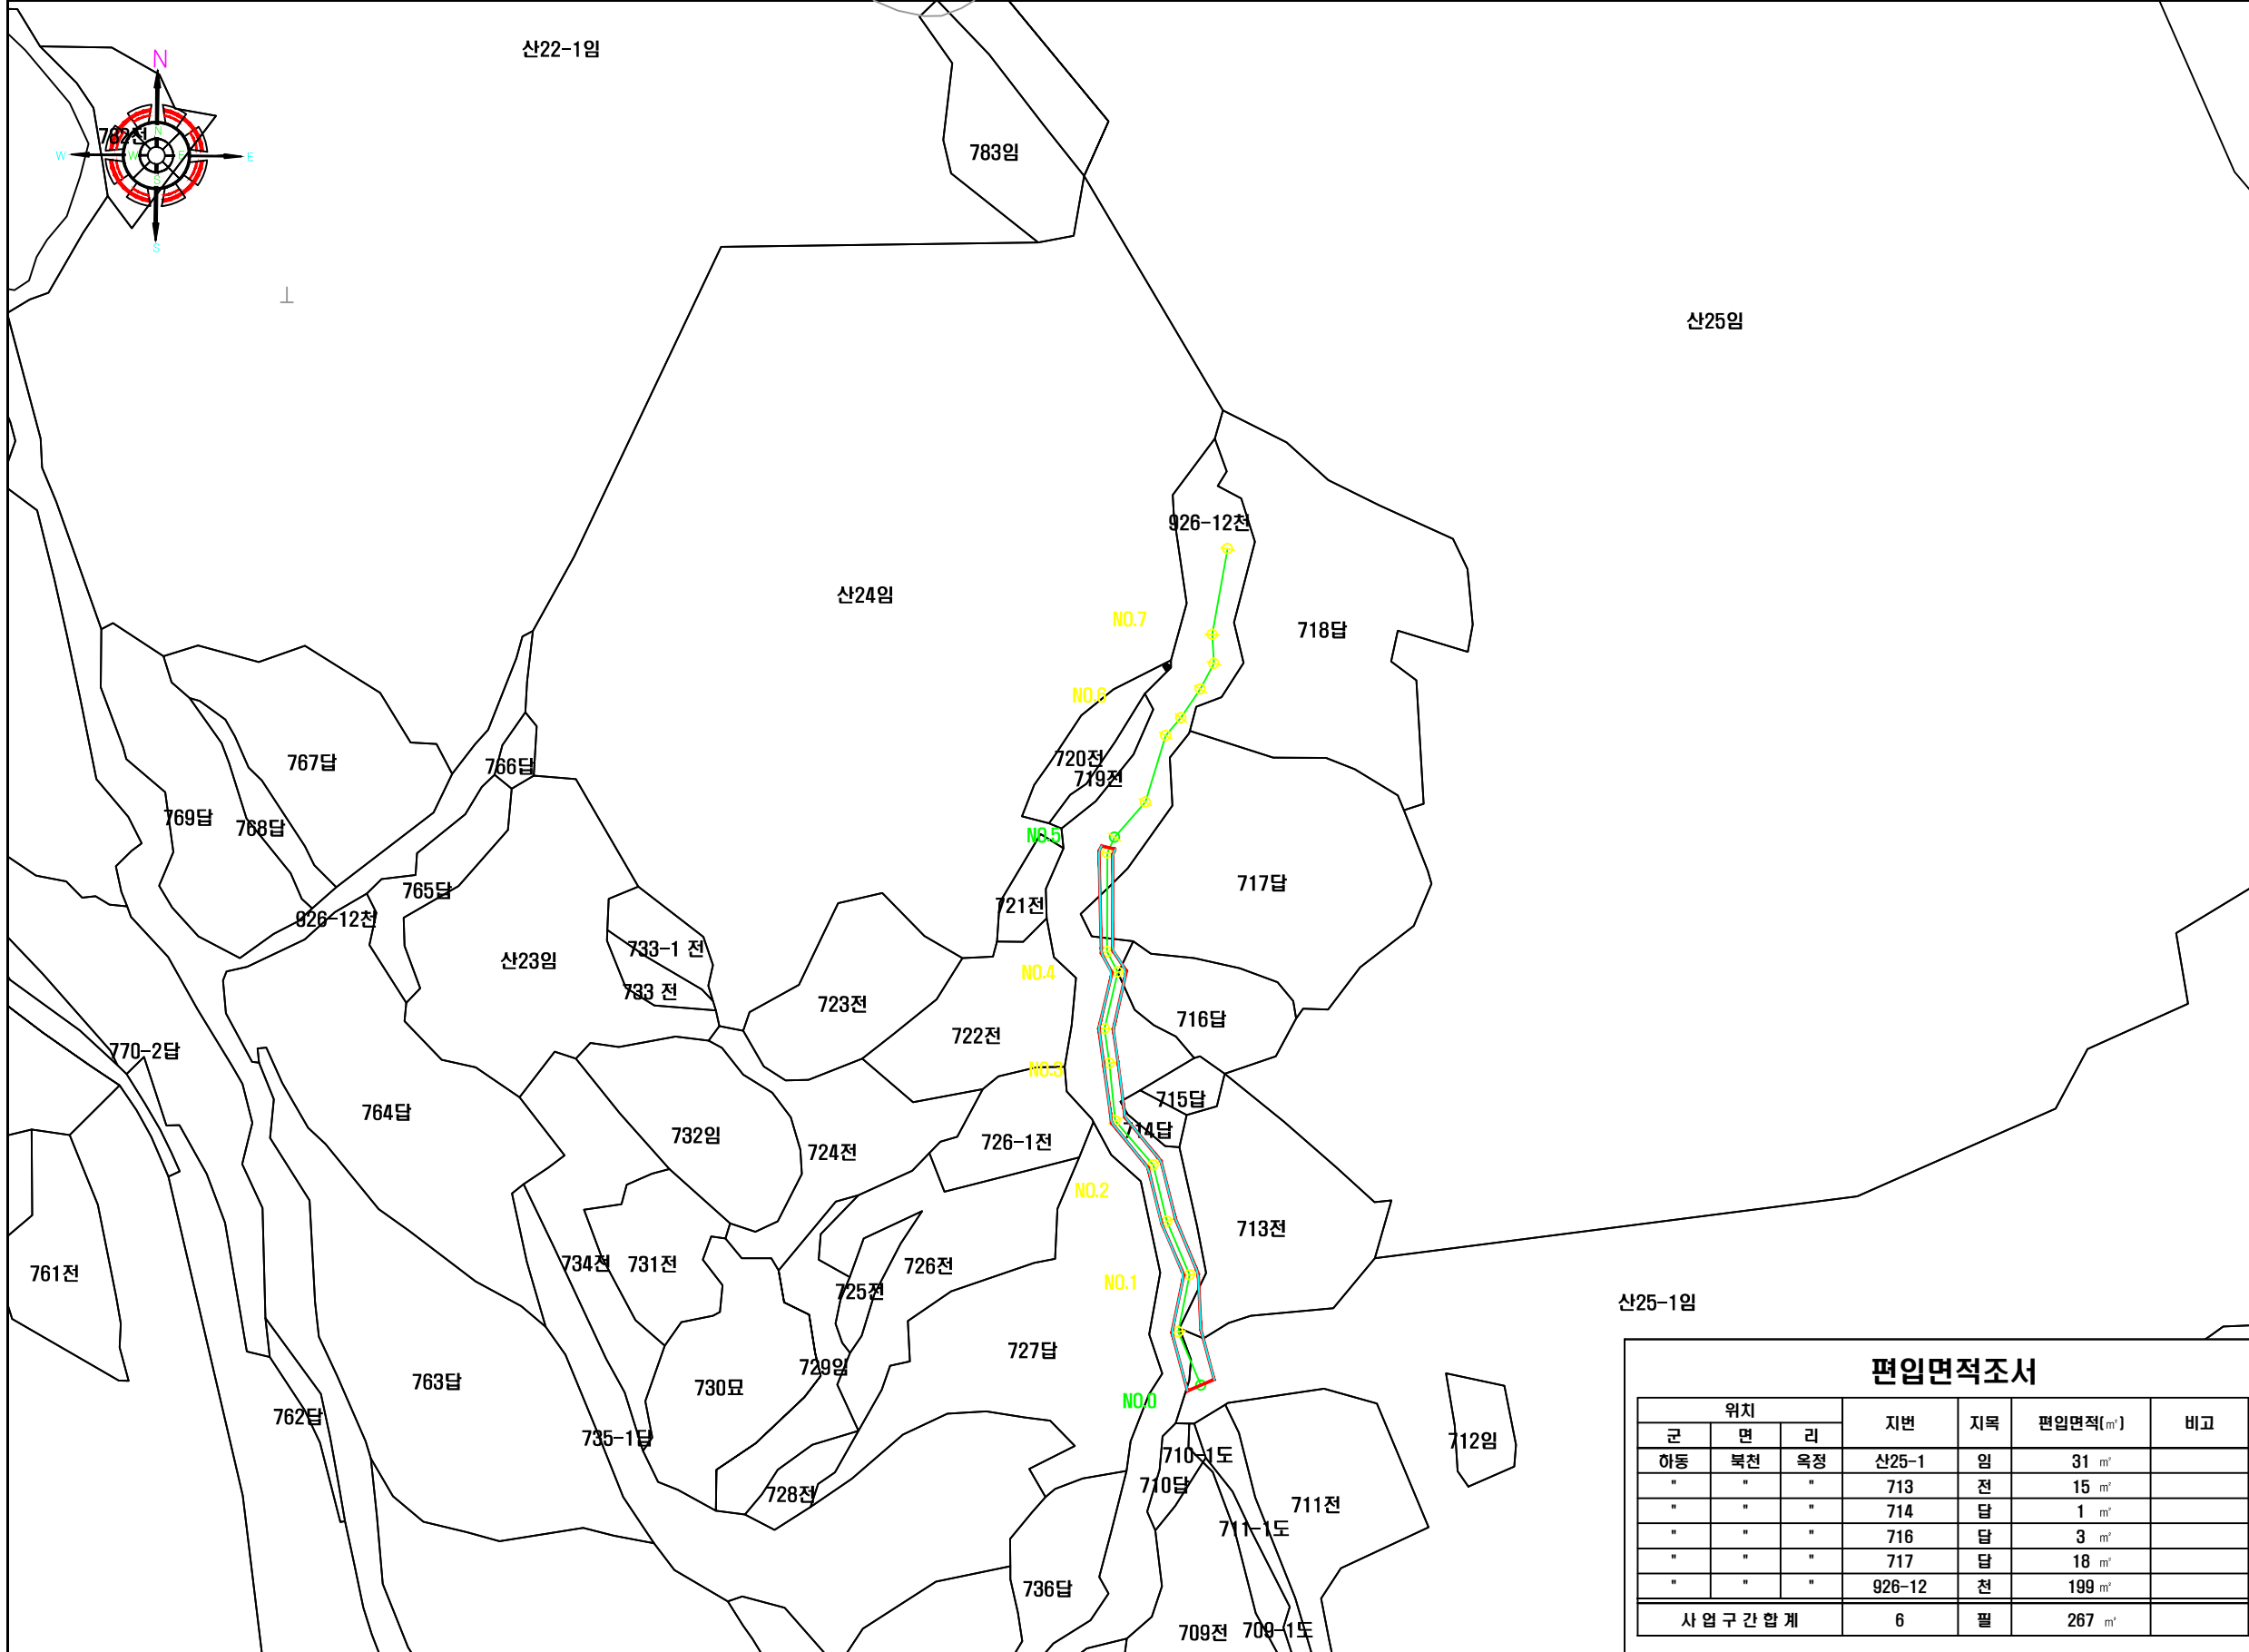 산22-1임
N
782전
783임
N
W
W
E
E
S
S
산25임
926-12천
산24임
NO.7
718답
NO.6
720전
719전
767답
766답
769답
768답
NO.5
765답
717답
926-12천
721전
733-1 전
산23임
NO.4
733 전
723전
716답
722전
770-2답
NO.3
715답
764답
714답
732임
726-1전
724전
NO.2
713전
734전
731전
726전
761전
NO.1
725전
산25-1임
727답
729임
763답
730묘
NO.0
762답
735-1답
712임
710-1도
710답
728전
711전
711-1도
736답
709전
709-1도
편입면적조서
위치 지번 지목 편입면적(㎡) 비고
군 면 리
하동 북천 옥정 산25-1 임 31 ㎡
" " " 713 전 15 ㎡
" " " 714 답 1 ㎡
" " " 716 답 3 ㎡
" " " 717 답 18 ㎡
" " " 926-12 천 199 ㎡
사 업 구 간 합 계 6 필 267 ㎡